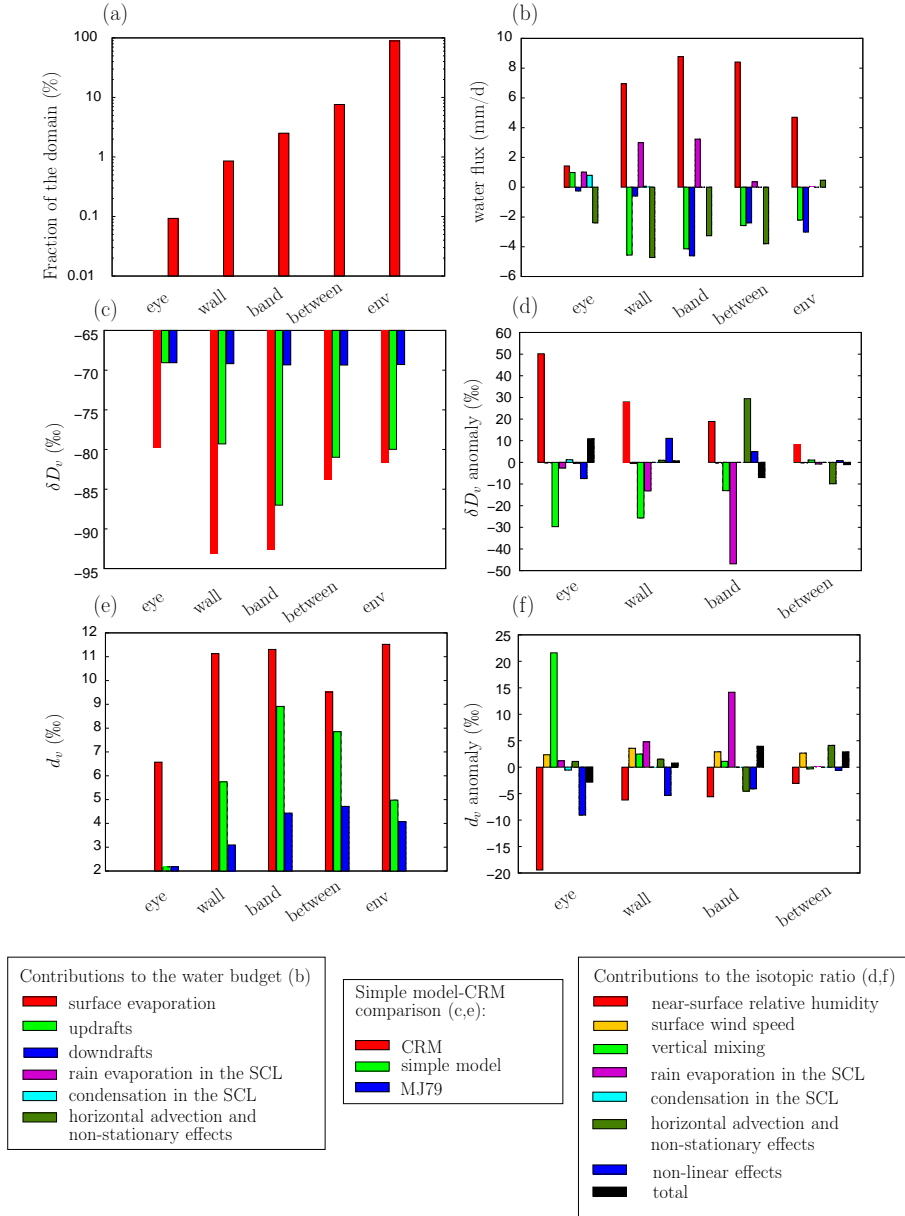 (a)
Fraction of the domain (%)
100
10
1
0.1
0.01
eye
wall
band
between
env
(b)
water flux (mm/d)
10
8
6
4
2
0
−2
−4
−6
eye
wall
band
between
env
(c)
δD_v (‰)
−65
−70
−75
−80
−85
−90
−95
eye
wall
band
between
env
(d)
δD_v anomaly (‰)
60
50
40
30
20
10
0
−10
−20
−30
−40
−50
eye
wall
band
between
(e)
d_v (‰)
12
11
10
9
8
7
6
5
4
3
2
eye
wall
band
between
env
(f)
d_v anomaly (‰)
25
20
15
10
5
0
−5
−10
−15
−20
eye
wall
band
between
Contributions to the water budget (b)
surface evaporation
updrafts
downdrafts
rain evaporation in the SCL
condensation in the SCL
horizontal advection and
non-stationary effects
Simple model-CRM
comparison (c,e):
CRM
simple model
MJ79
Contributions to the isotopic ratio (d,f)
near-surface relative humidity
surface wind speed
vertical mixing
rain evaporation in the SCL
condensation in the SCL
horizontal advection and
non-stationary effects
non-linear effects
total